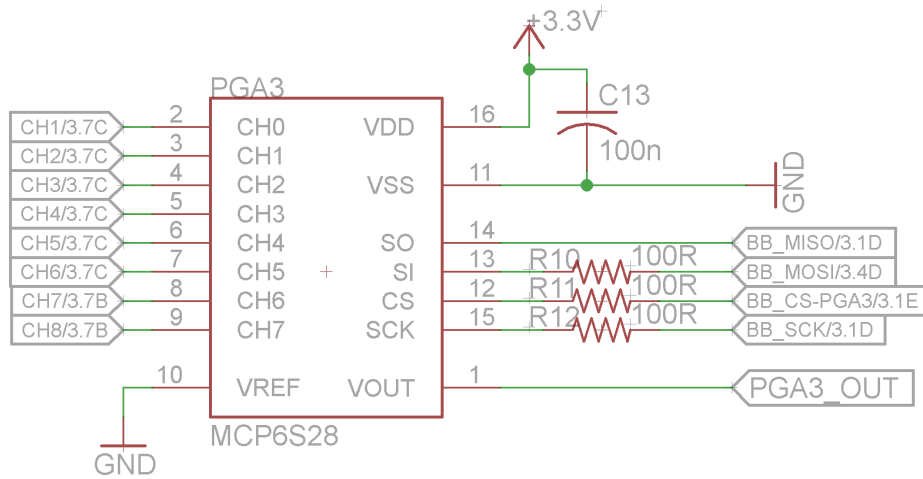 +3.3V
PGA3
C13
100n
CH1/3.7C 2 CH0 VDD 16
CH2/3.7C 3 CH1
CH3/3.7C 4 CH2 VSS 11 GND
CH4/3.7C 5 CH3
CH5/3.7C 6 CH4 SO 14 BB_MISO/3.1D
CH6/3.7C 7 CH5 SI 13 R10 100R BB_MOSI/3.4D
CH7/3.7B 8 CH6 CS 12 R11 100R BB_CS-PGA3/3.1E
CH8/3.7B 9 CH7 SCK 15 R12 100R BB_SCK/3.1D
10 VREF VOUT 1 PGA3_OUT
MCP6S28
GND